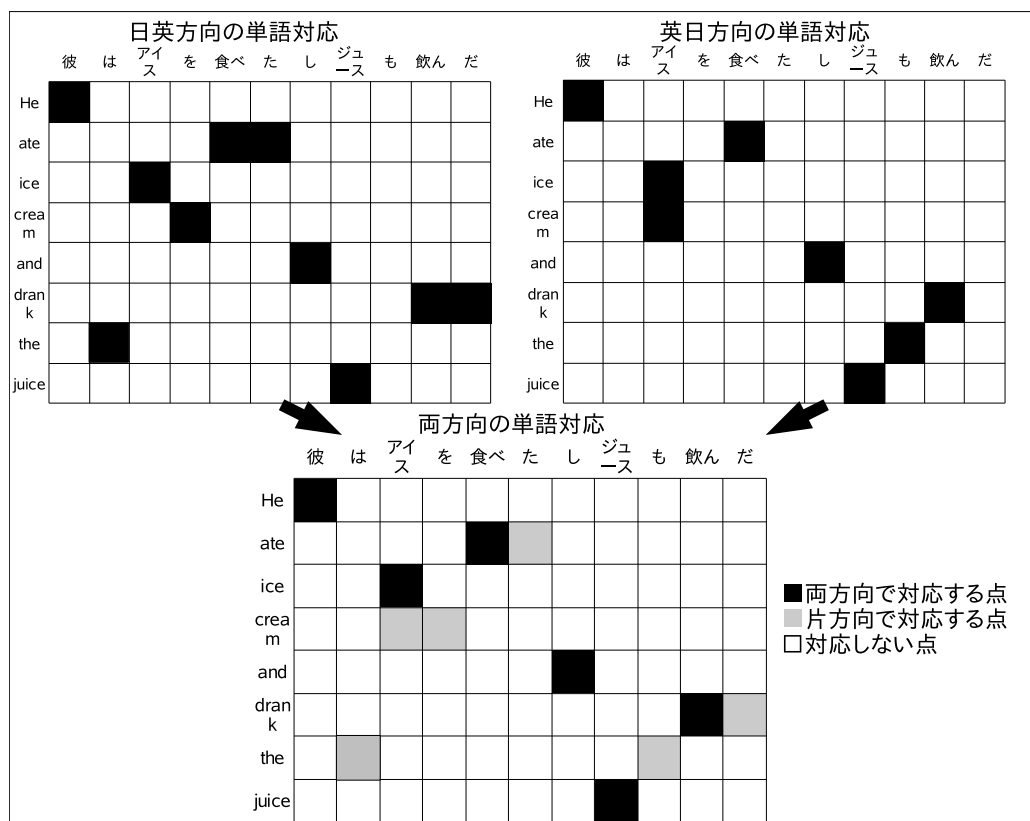 日英方向の単語対応
彼 は アイ を 食べ た し ジュ も 飲ん だ
ス ース
He
ate
ice
crea
m
and
dran
k
the
juice
英日方向の単語対応
彼 は アイ を 食べ た し ジュ も 飲ん だ
ス ース
He
ate
ice
crea
m
and
dran
k
the
juice
両方向の単語対応
彼 は アイ を 食べ た し ジュ も 飲ん だ
ス ース
He
ate
ice
crea
m
and
dran
k
the
juice
両方向で対応する点
片方向で対応する点
対応しない点